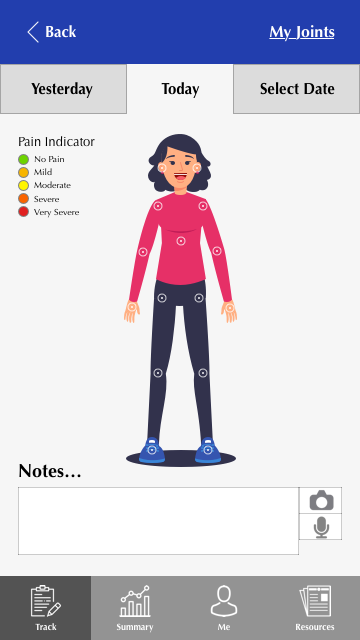 Back
My Joints
Yesterday
Today
Select Date
Pain Indicator
No Pain
Mild
Moderate
Severe
Very Severe
Notes...
Track
Summary
Me
Resources